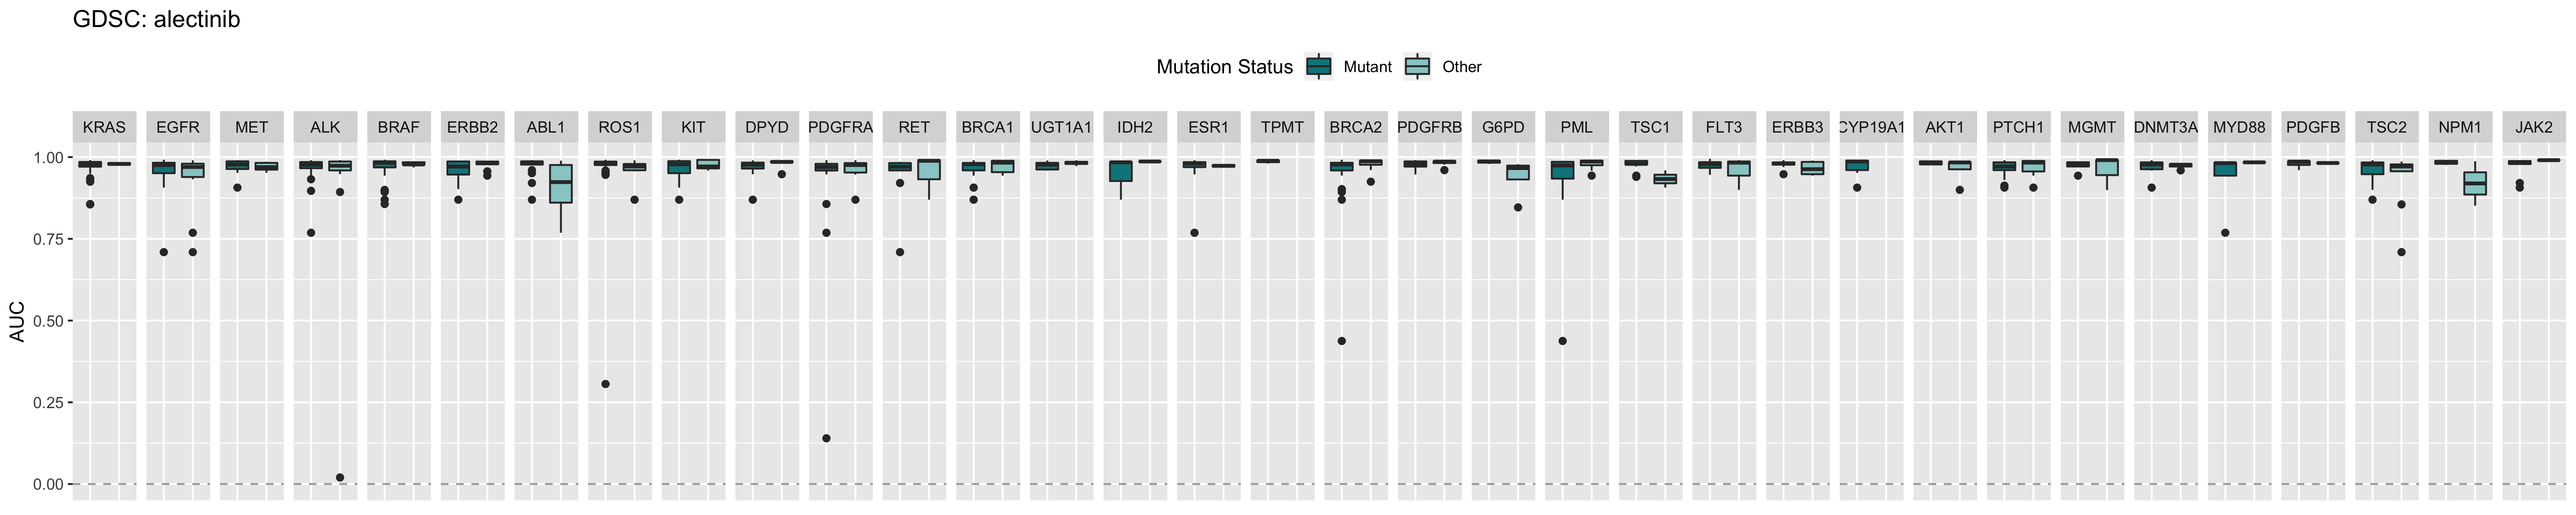 GDSC: alectinib
Mutation Status Mutant Other
KRAS EGFR MET ALK BRAF ERBB2 ABL1 ROS1 KIT DPYD PDGFRA RET BRCA1 UGT1A1 IDH2 ESR1 TPMT BRCA2 PDGFRB G6PD PML TSC1 FLT3 ERBB3 CYP19A1 AKT1 PTCH1 MGMT DNMT3A MYD88 PDGFB TSC2 NPM1 JAK2
1.00
0.75
0.50
0.25
0.00
AUC